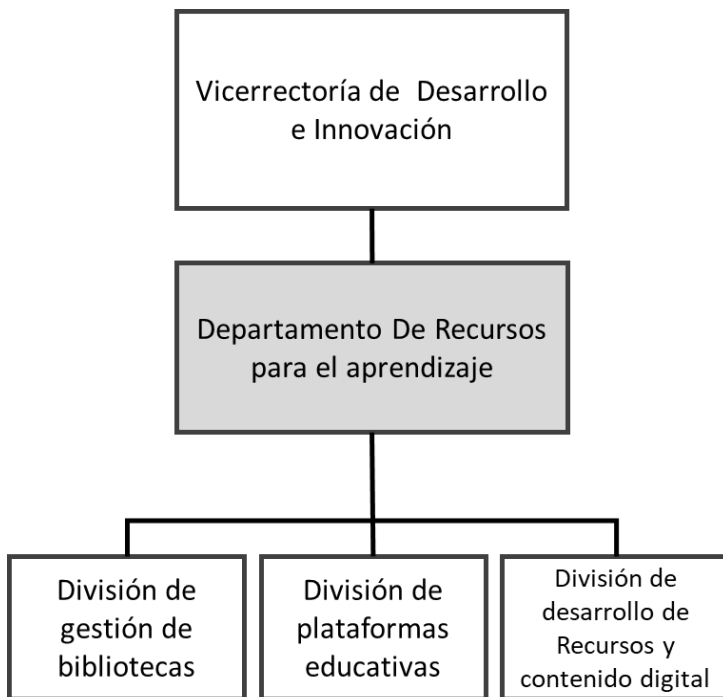 Vicerrectoría de Desarrollo
e Innovación
Departamento De Recursos
para el aprendizaje
División de
gestión de
bibliotecas
División de
plataformas
educativas
División de
desarrollo de
Recursos y
contenido digital